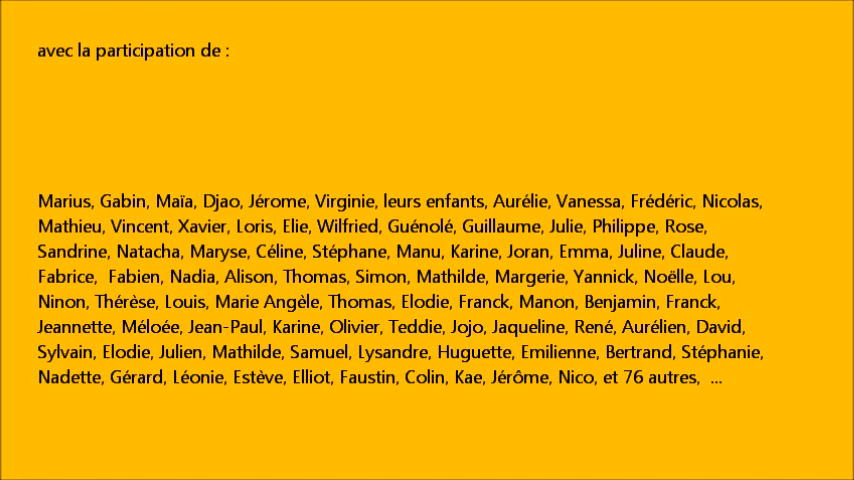 avec la participation de :
Marius, Gabin, Maïa, Djao, Jérome, Virginie, leurs enfants, Aurélie, Vanessa, Frédéric, Nicolas,
Mathieu, Vincent, Xavier, Loris, Elie, Wilfried, Guénolé, Guillaume, Julie, Philippe, Rose,
Sandrine, Natacha, Maryse, Céline, Stéphane, Manu, Karine, Joran, Emma, Juline, Claude,
Fabrice,  Fabien, Nadia, Alison, Thomas, Simon, Mathilde, Margerie, Yannick, Noëlle, Lou,
Ninon, Thérèse, Louis, Marie Angèle, Thomas, Elodie, Franck, Manon, Benjamin, Franck,
Jeannette, Méloée, Jean-Paul, Karine, Olivier, Teddie, Jojo, Jaqueline, René, Aurélien, David,
Sylvain, Elodie, Julien, Mathilde, Samuel, Lysandre, Huguette, Emilienne, Bertrand, Stéphanie,
Nadette, Gérard, Léonie, Estève, Elliot, Faustin, Colin, Kae, Jérôme, Nico, et 76 autres,  ...